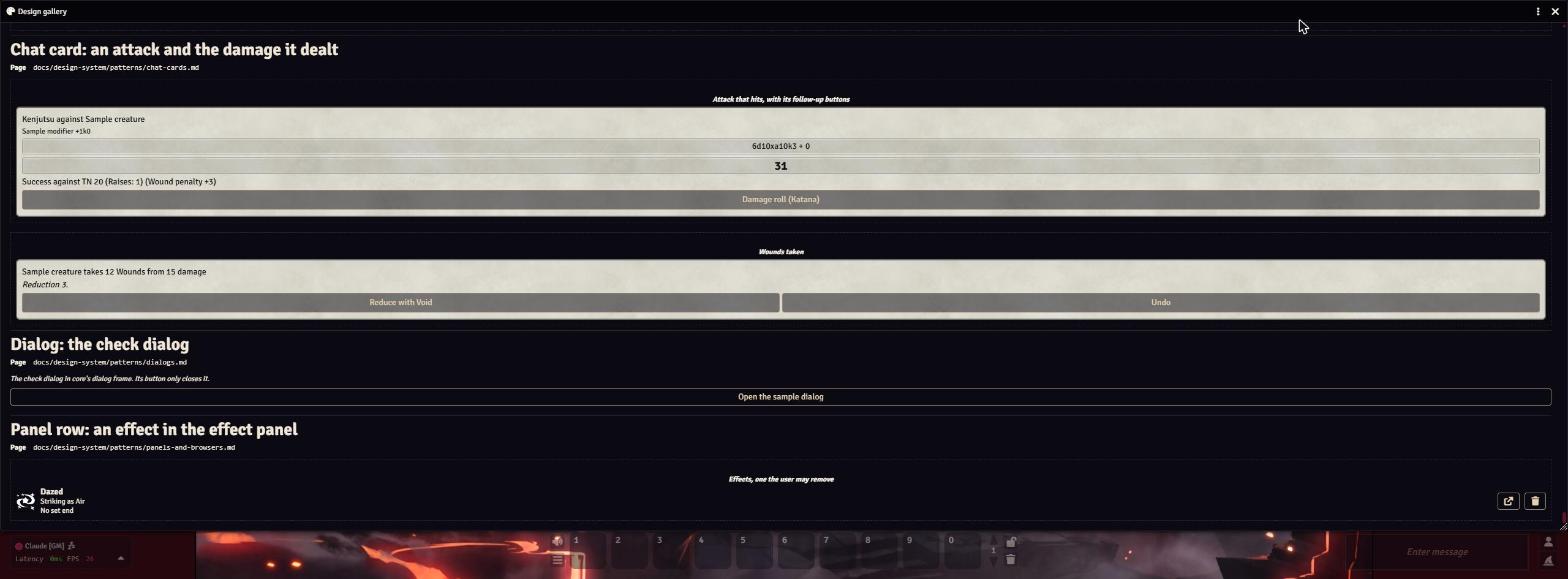 Design gallery
Chat card: an attack and the damage it dealt
Page docs/design-system/patterns/chat-cards.md
Attack that hits, with its follow-up buttons
Kenjutsu against Sample creature
Sample modifier +1k0
6d10xa10k3 + 0
31
Success against TN 20 (Raises: 1) (Wound penalty +3)
Damage roll (Katana)
Wounds taken
Sample creature takes 12 Wounds from 15 damage
Reduction 3.
Reduce with Void
Undo
Dialog: the check dialog
Page docs/design-system/patterns/dialogs.md
The check dialog in core's dialog frame. Its button only closes it.
Open the sample dialog
Panel row: an effect in the effect panel
Page docs/design-system/patterns/panels-and-browsers.md
Effects, one the user may remove
Dazed
Striking as Air
No set end
Claude [GM]
Latency 0ms FPS 26
1 2 3 4 5 6 7 8 9 0
1
Enter message